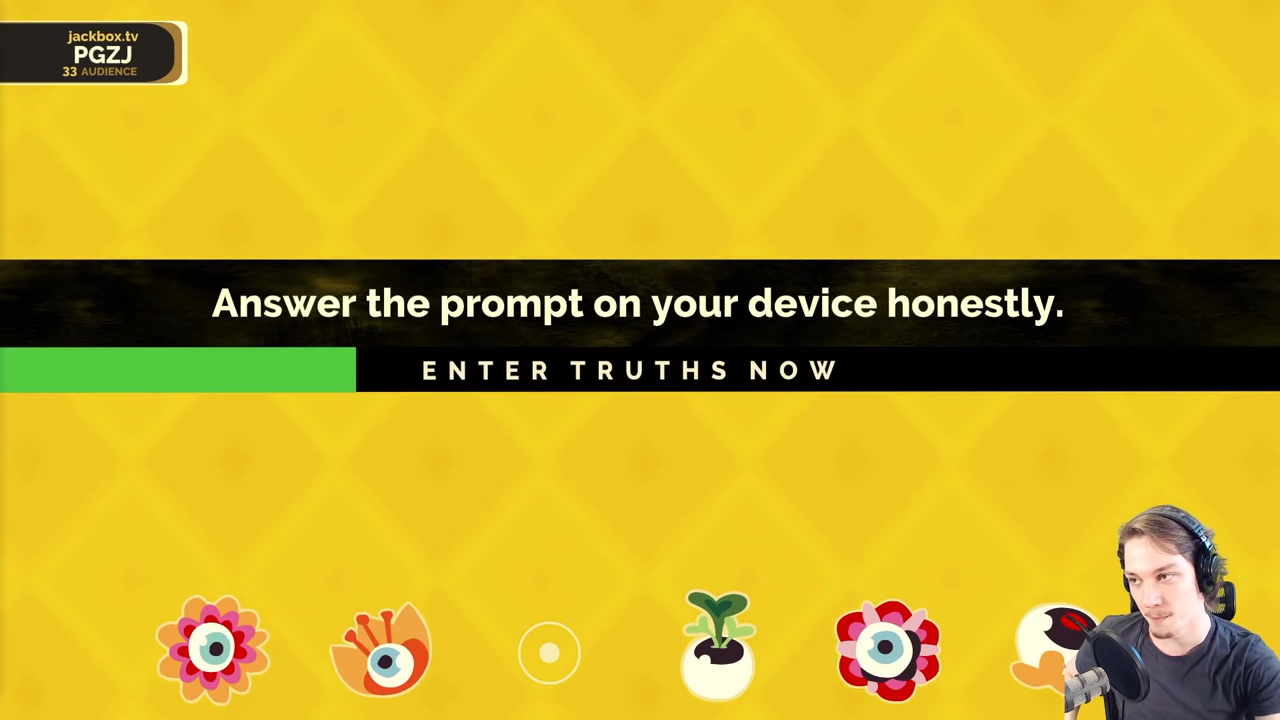 jackbox.tv
PGZJ
33 AUDIENCE
Answer the prompt on your device honestly.
ENTER TRUTHS NOW